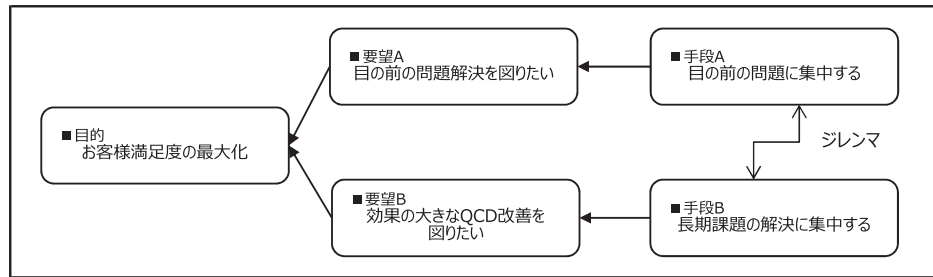 ■目的
お客様満足度の最大化
■要望A
目の前の問題解決を図りたい
■手段A
目の前の問題に集中する
ジレンマ
■要望B
効果の大きなQCD改善を
図りたい
■手段B
長期課題の解決に集中する